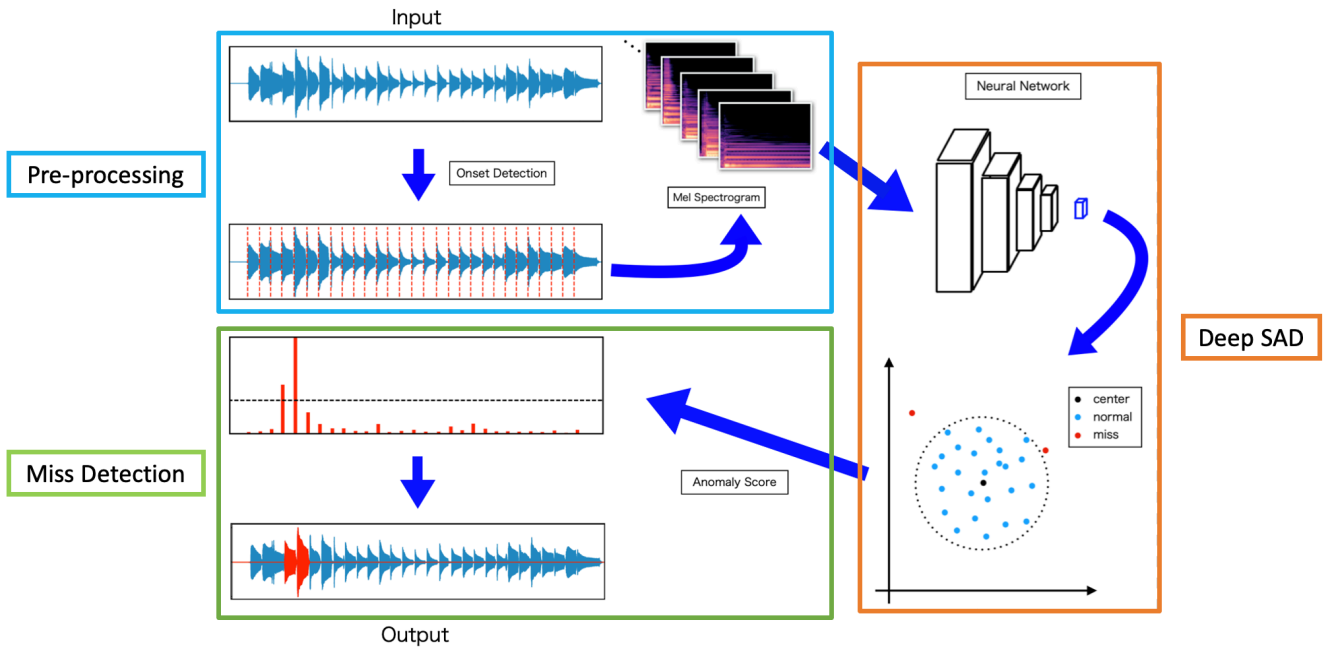 Input
Pre-processing
Onset Detection
Mel Spectrogram
Neural Network
Deep SAD
center
normal
miss
Anomaly Score
Miss Detection
Output